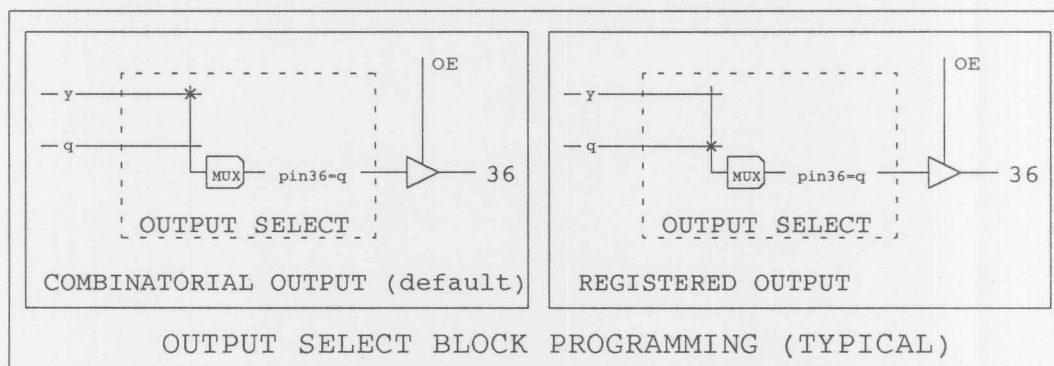 OE
y
q
MUX
pin36=q
36
OUTPUT SELECT
COMBINATORIAL OUTPUT (default)
OE
y
q
MUX
pin36=q
36
OUTPUT SELECT
REGISTERED OUTPUT
OUTPUT SELECT BLOCK PROGRAMMING (TYPICAL)